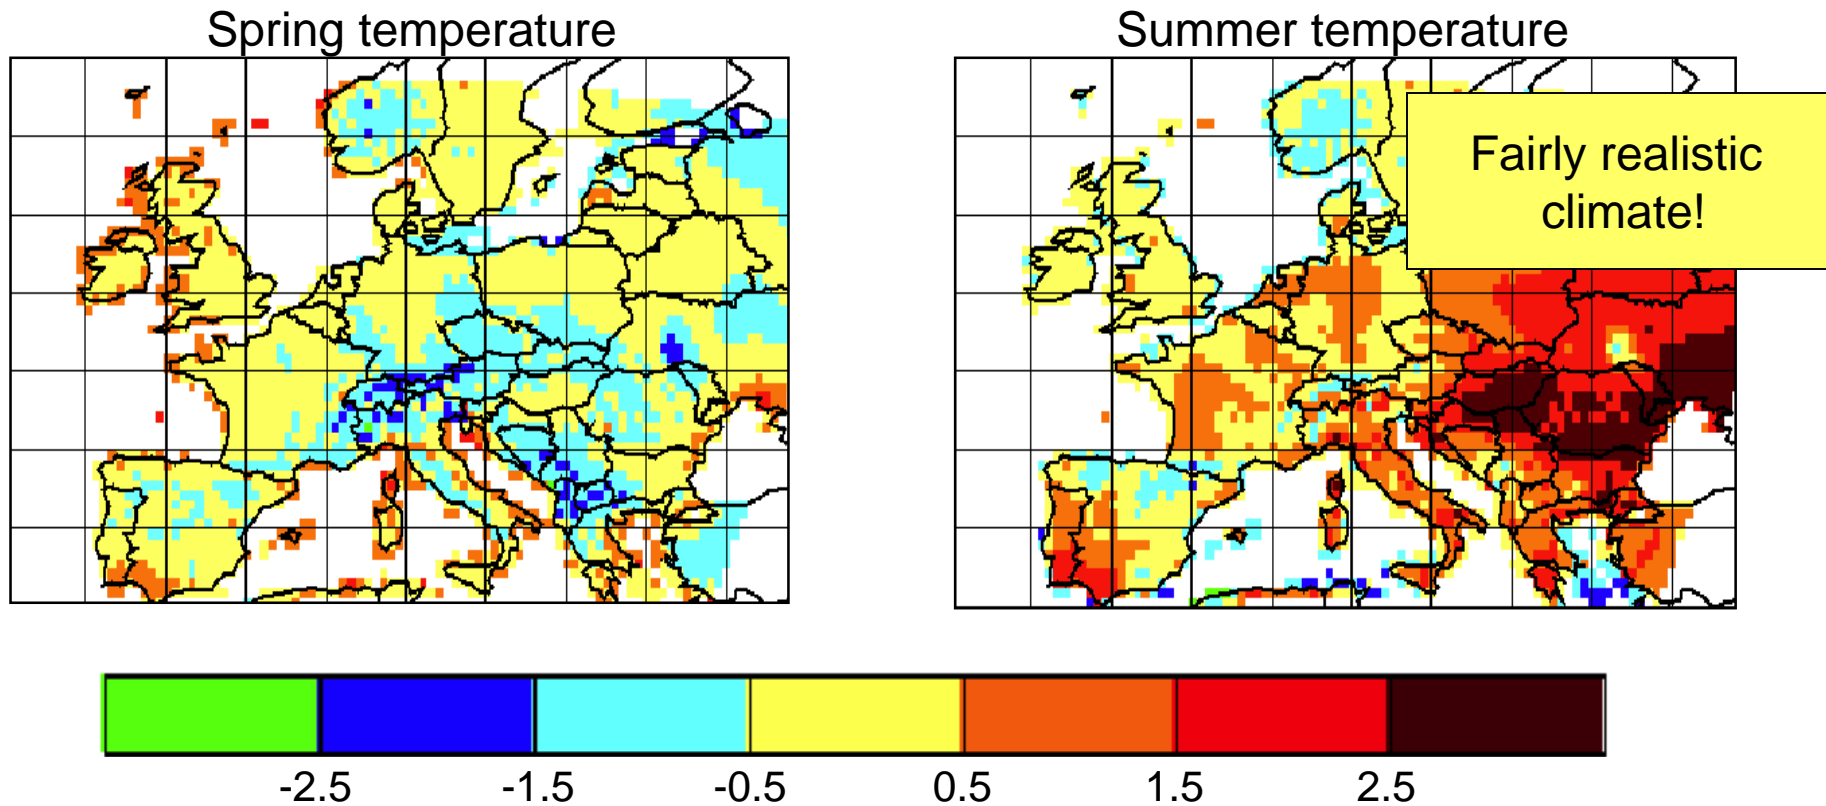 Spring temperature
Summer temperature
Fairly realistic
climate!
-2.5 -1.5 -0.5 0.5 1.5 2.5